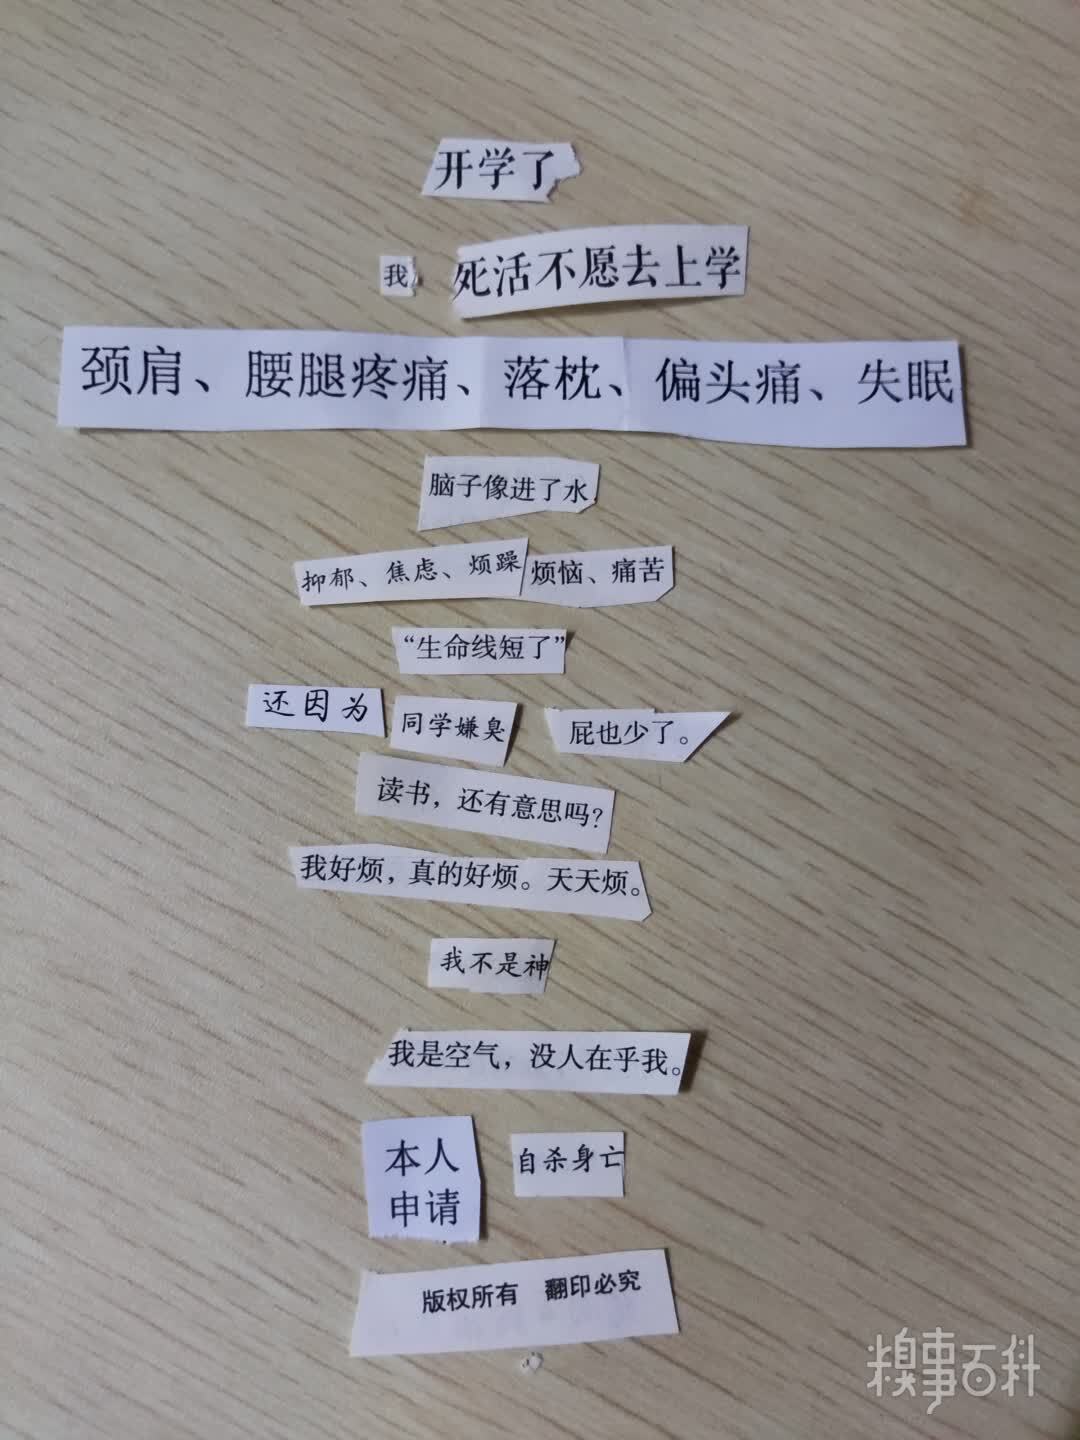 开学了
我 死活不愿去上学
颈肩、腰腿疼痛、落枕、偏头痛、失眠
脑子像进了水
抑郁、焦虑、烦躁 烦恼、痛苦
“生命线短了”
还因为 同学嫌臭 屁也少了。
读书，还有意思吗？
我好烦，真的好烦。天天烦。
我不是神
我是空气，没人在乎我。
本人 自杀身亡
申请
版权所有 翻印必究
糗事百科